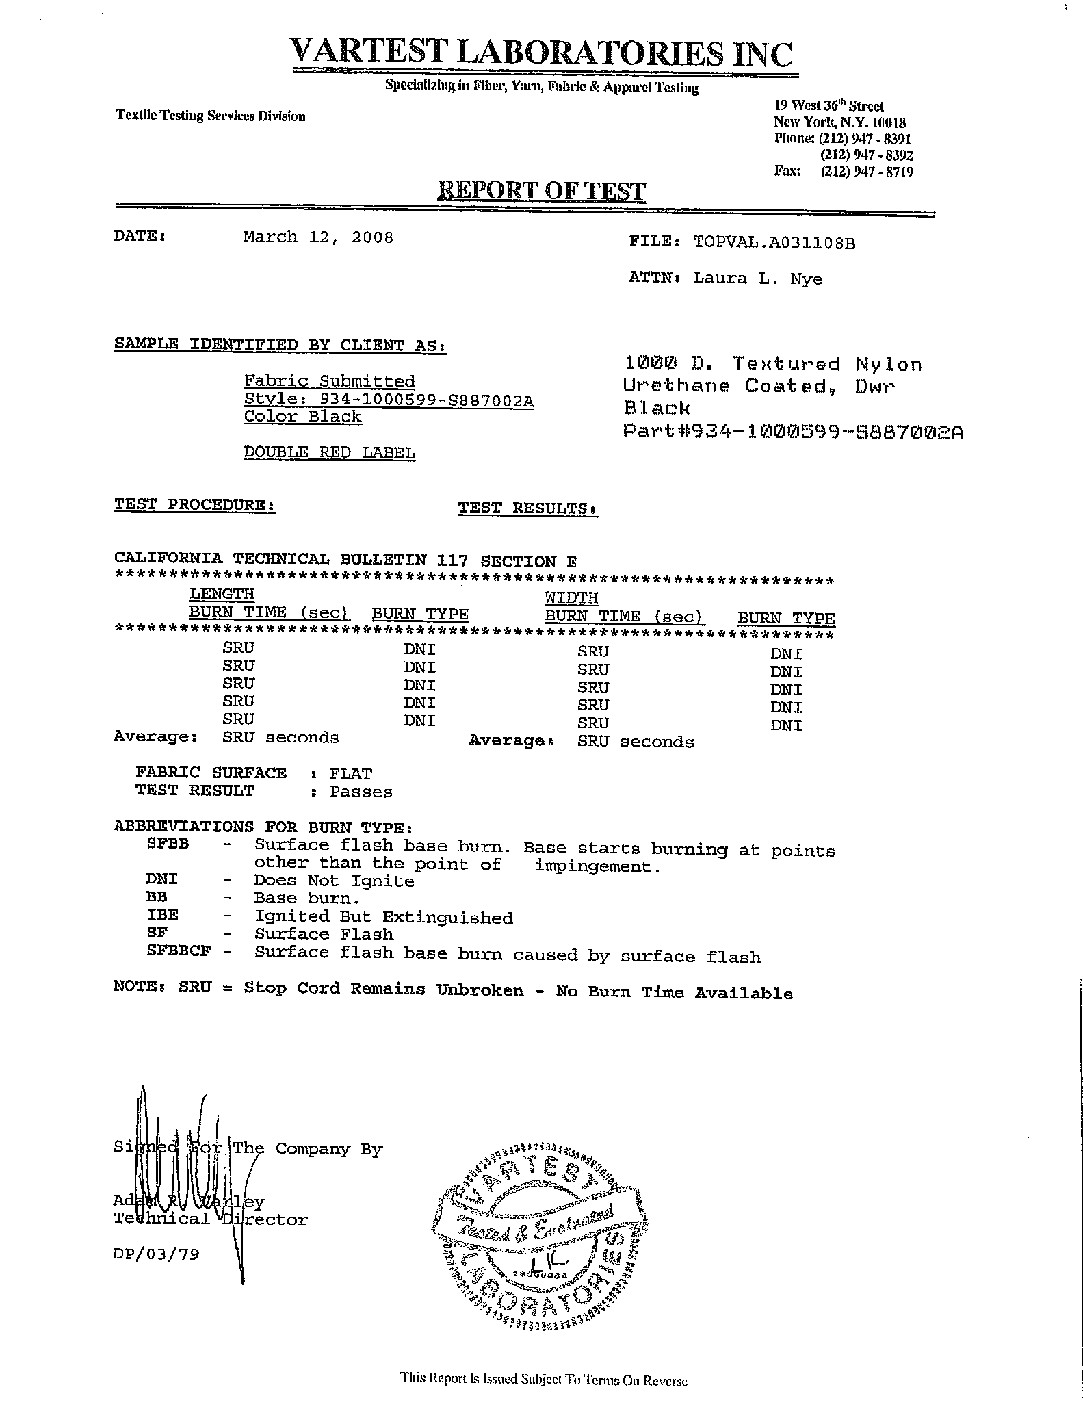 VARTEST LABORATORIES INC
Specializing in Fiber, Yarn, Fabric & Apparel Testing
Textile Testing Services Division
19 West 36th Street
New York, N.Y. 10018
Phone: (212) 947 - 8391
(212) 947 - 8392
Fax: (212) 947 - 8719
REPORT OF TEST
DATE: March 12, 2008
FILE: TOPVAL.A031108B
ATTN: Laura L. Nye
SAMPLE IDENTIFIED BY CLIENT AS:
Fabric Submitted
Style: 934-1000599-S887002A
Color Black
DOUBLE RED LABEL
1000 D. Textured Nylon
Urethane Coated, Dwr
Black
Part#934-1000599-S887002A
TEST PROCEDURE: TEST RESULTS:
CALIFORNIA TECHNICAL BULLETIN 117 SECTION E
*******************************************************************
LENGTH WIDTH
BURN TIME (sec) BURN TYPE BURN TIME (sec) BURN TYPE
*******************************************************************
SRU DNI SRU DNI
SRU DNI SRU DNI
SRU DNI SRU DNI
SRU DNI SRU DNI
SRU DNI SRU DNI
Average: SRU seconds Average: SRU seconds
FABRIC SURFACE : FLAT
TEST RESULT : Passes
ABBREVIATIONS FOR BURN TYPE:
SFBB - Surface flash base burn. Base starts burning at points
other than the point of impingement.
DNI - Does Not Ignite
BB - Base burn.
IBE - Ignited But Extinguished
SF - Surface Flash
SFBBCF - Surface flash base burn caused by surface flash
NOTE: SRU = Stop Cord Remains Unbroken - No Burn Time Available
Signed For The Company By
Adam R. Varley
Technical Director
DP/03/79
VARTEST
Tested & Evaluated
LABORATORIES
This Report Is Issued Subject To Terms On Reverse